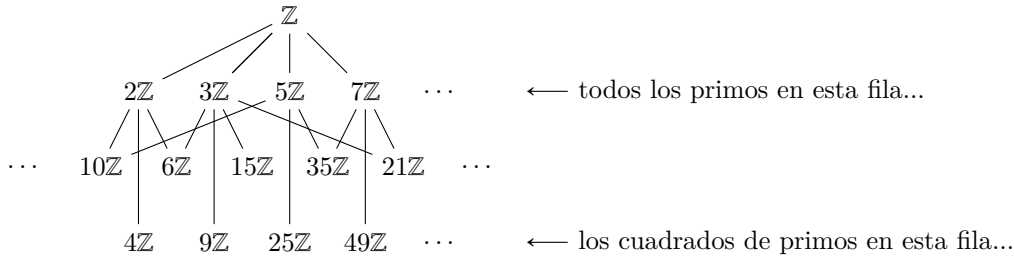 ℤ
2ℤ 3ℤ 5ℤ 7ℤ ⋯ ⟵ todos los primos en esta fila...
⋯ 10ℤ 6ℤ 15ℤ 35ℤ 21ℤ ⋯
4ℤ 9ℤ 25ℤ 49ℤ ⋯ ⟵ los cuadrados de primos en esta fila...